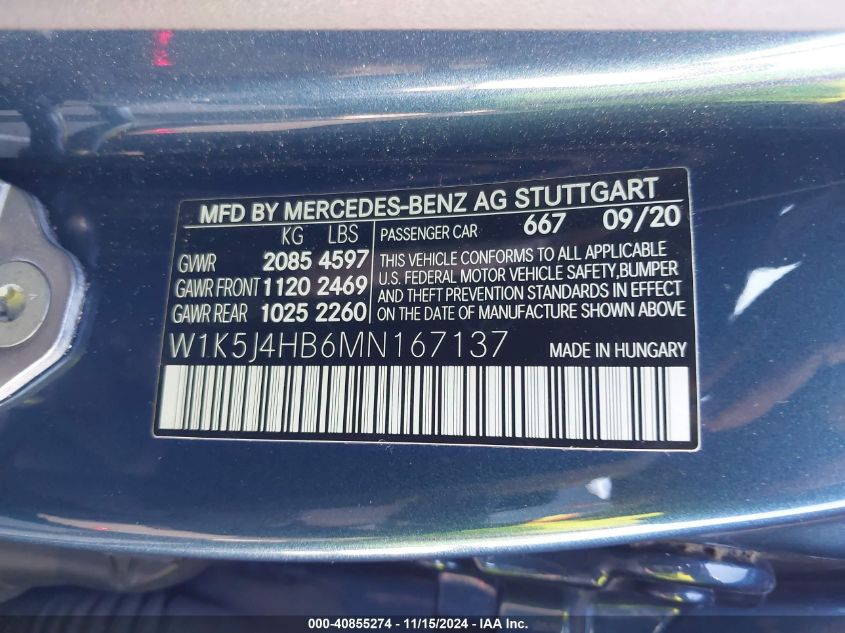 MFD BY MERCEDES-BENZ AG STUTTGART
KG LBS
GVWR 2085 4597
GAWR FRONT 1120 2469
GAWR REAR 1025 2260
PASSENGER CAR 667 09/20
THIS VEHICLE CONFORMS TO ALL APPLICABLE
U.S. FEDERAL MOTOR VEHICLE SAFETY,BUMPER
AND THEFT PREVENTION STANDARDS IN EFFECT
ON THE DATE OF MANUFACTURE SHOWN ABOVE
W1K5J4HB6MN167137 MADE IN HUNGARY
000-40855274 - 11/15/2024 - IAA Inc.